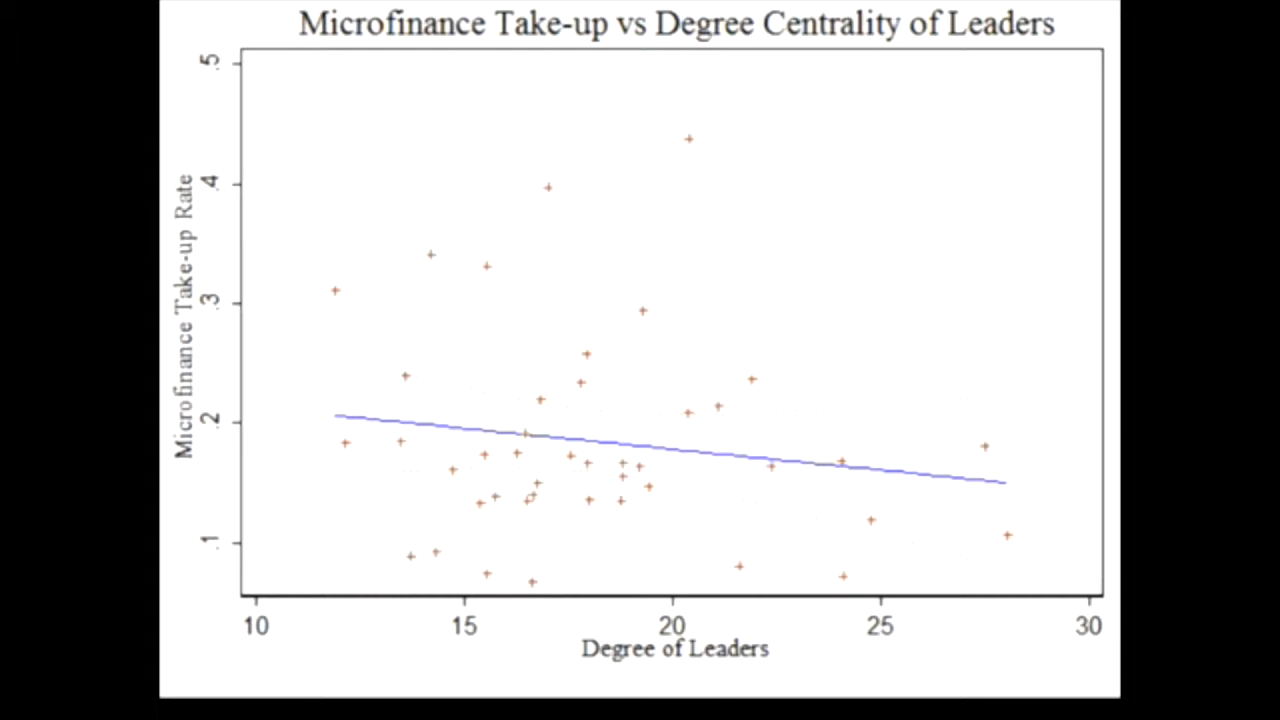 Microfinance Take-up vs Degree Centrality of Leaders
.5
.4
.3
.2
.1
Microfinance Take-up Rate
10 15 20 25 30
Degree of Leaders